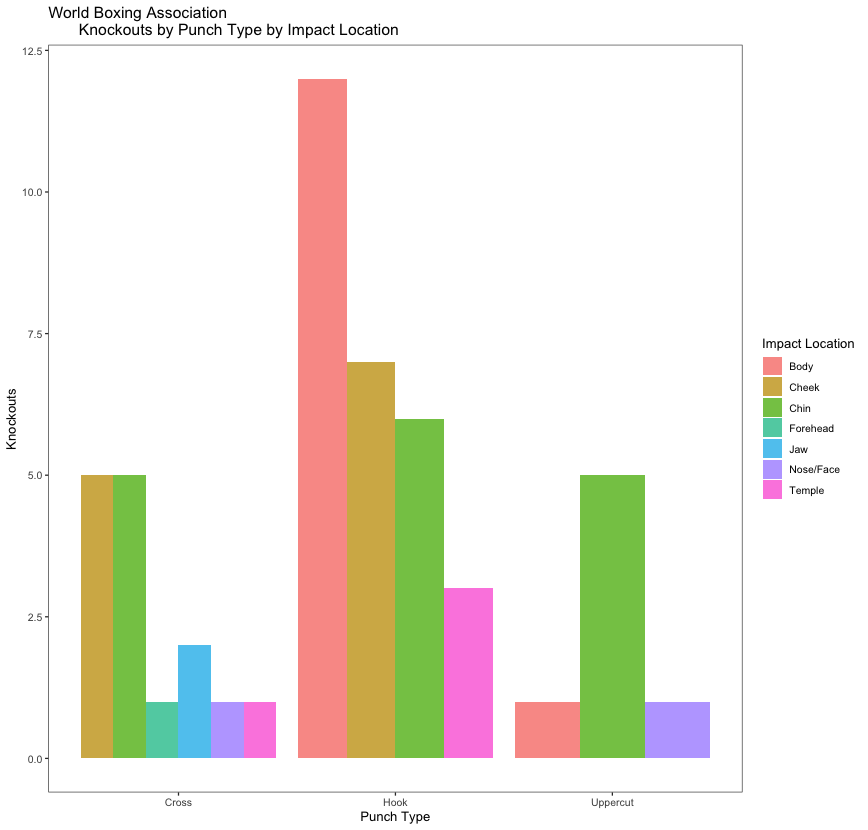 World Boxing Association
Knockouts by Punch Type by Impact Location
12.5
10.0
7.5
5.0
2.5
0.0
Knockouts
Cross Hook Uppercut
Punch Type
Impact Location
Body
Cheek
Chin
Forehead
Jaw
Nose/Face
Temple